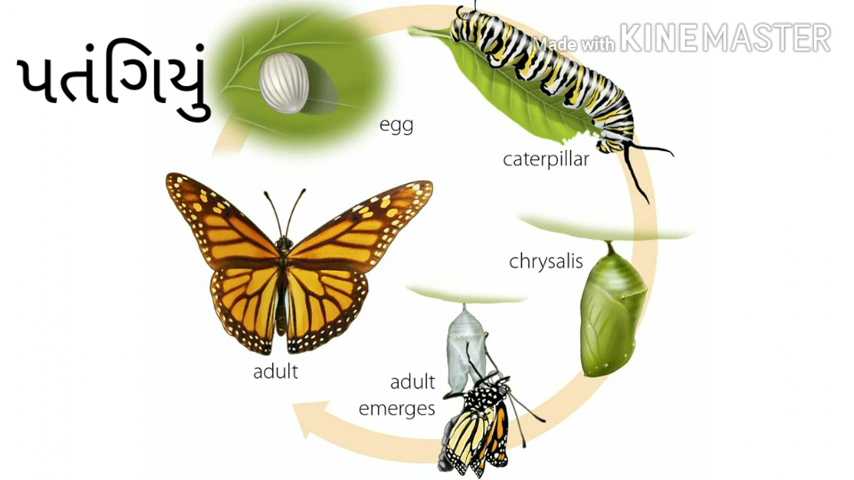 પતંગિયું
Made with KINEMASTER
egg
caterpillar
chrysalis
adult
emerges
adult